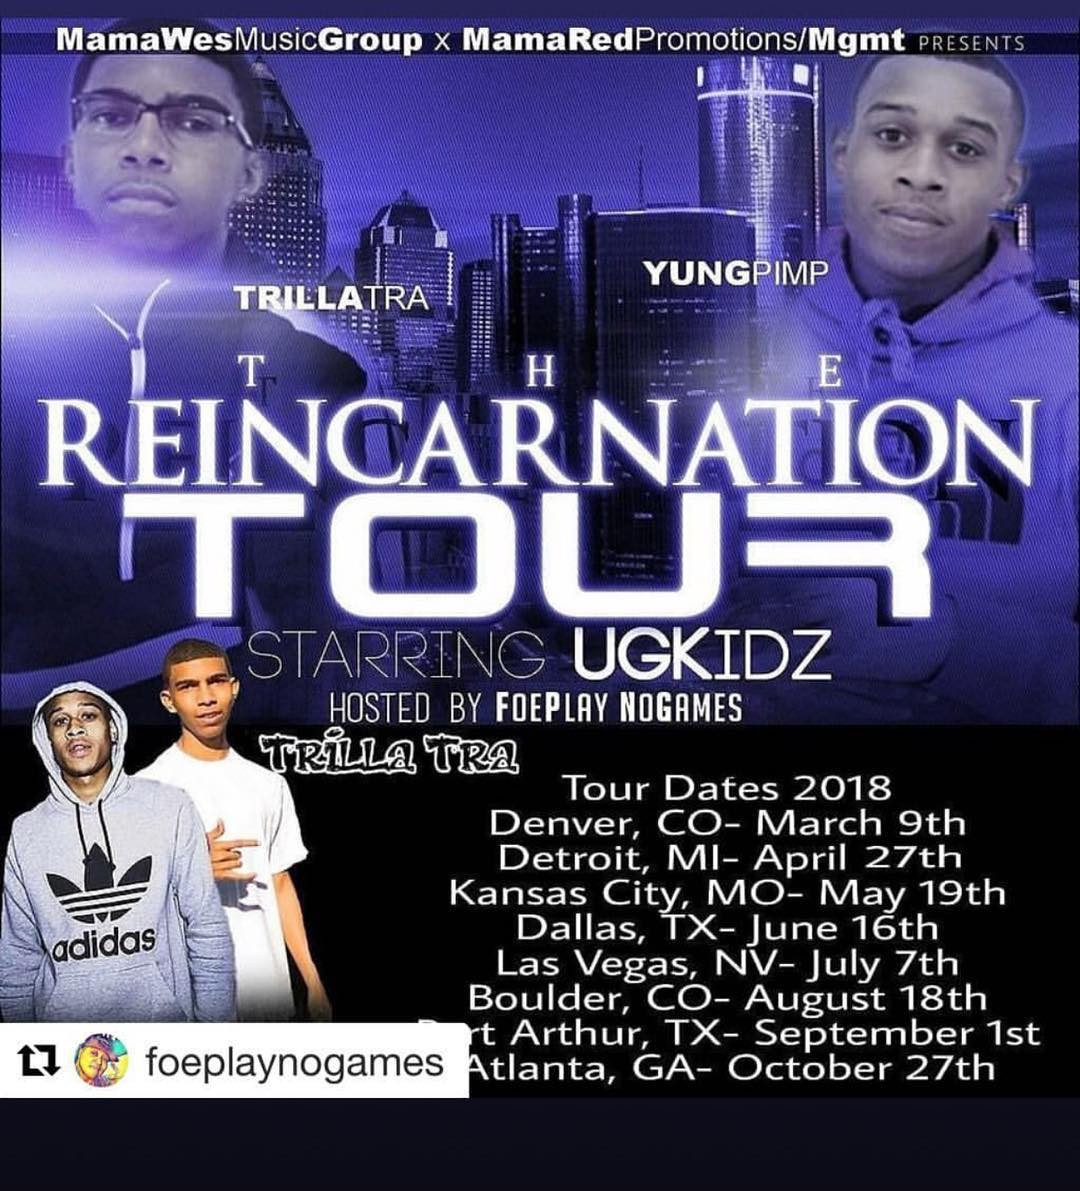 MamaWesMusicGroup x MamaRedPromotions/Mgmt PRESENTS
TRILLATRA
YUNGPIMP
T H E
REINCARNATION
TOUR
STARRING UGKIDZ
HOSTED BY FOEPLAY NOGAMES
TRILLA TRA
Tour Dates 2018
Denver, CO- March 9th
Detroit, MI- April 27th
Kansas City, MO- May 19th
Dallas, TX- June 16th
Las Vegas, NV- July 7th
Boulder, CO- August 18th
rt Arthur, TX- September 1st
Atlanta, GA- October 27th
adidas
foeplaynogames